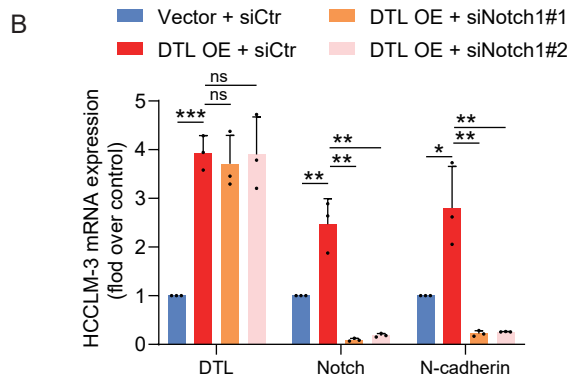 B
Vector + siCtr
DTL OE + siNotch1#1
DTL OE + siCtr
DTL OE + siNotch1#2
HCCLM-3 mRNA expression
(flod over control)
5
4
3
2
1
0
***
ns
ns
**
**
**
*
**
**
DTL
Notch
N-cadherin